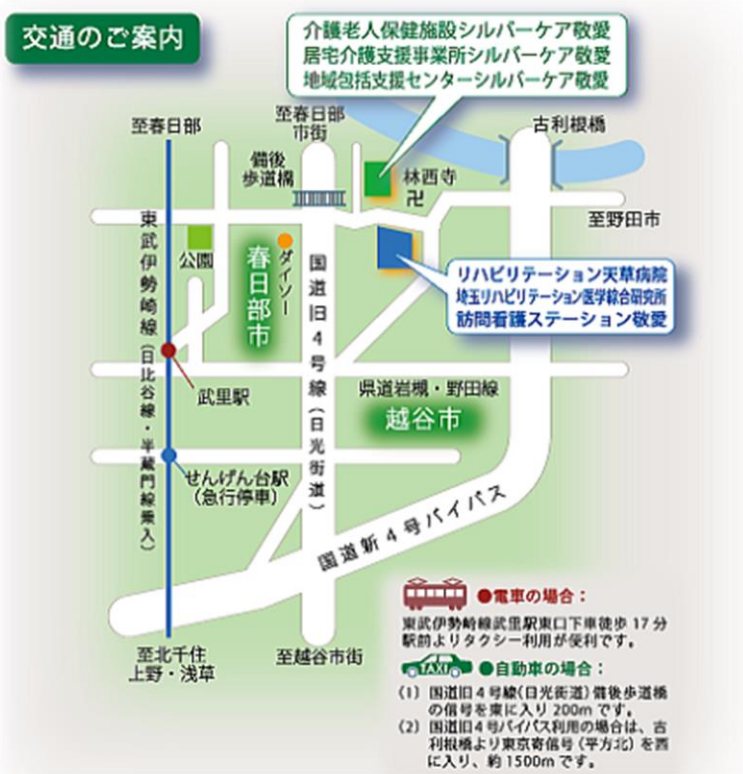 交通のご案内
介護老人保健施設シルバーケア敬愛
居宅介護支援事業所シルバーケア敬愛
地域包括支援センターシルバーケア敬愛
至春日部
至春日部
市街
古利根橋
備後
歩道橋
林西寺
卍
至野田市
東武伊勢崎線(日比谷線・半蔵門線乗入)
公園
春日部市
ダイソー
国道旧4号線(日光街道)
リハビリテーション天草病院
埼玉リハビリテーション医学綜合研究所
訪問看護ステーション敬愛
武里駅
県道岩槻・野田線
越谷市
せんげん台駅
(急行停車)
国道新4号バイパス
至北千住
上野・浅草
至越谷市街
●電車の場合:
東武伊勢崎線武里駅東口下車徒歩17分
駅前よりタクシー利用が便利です。
TAXI
●自動車の場合:
(1) 国道旧4号線(日光街道)備後歩道橋
の信号を東に入り200mです。
(2) 国道旧4号バイパス利用の場合は、古
利根橋より東京寄信号(平方北)を西
に入り、約1500mです。